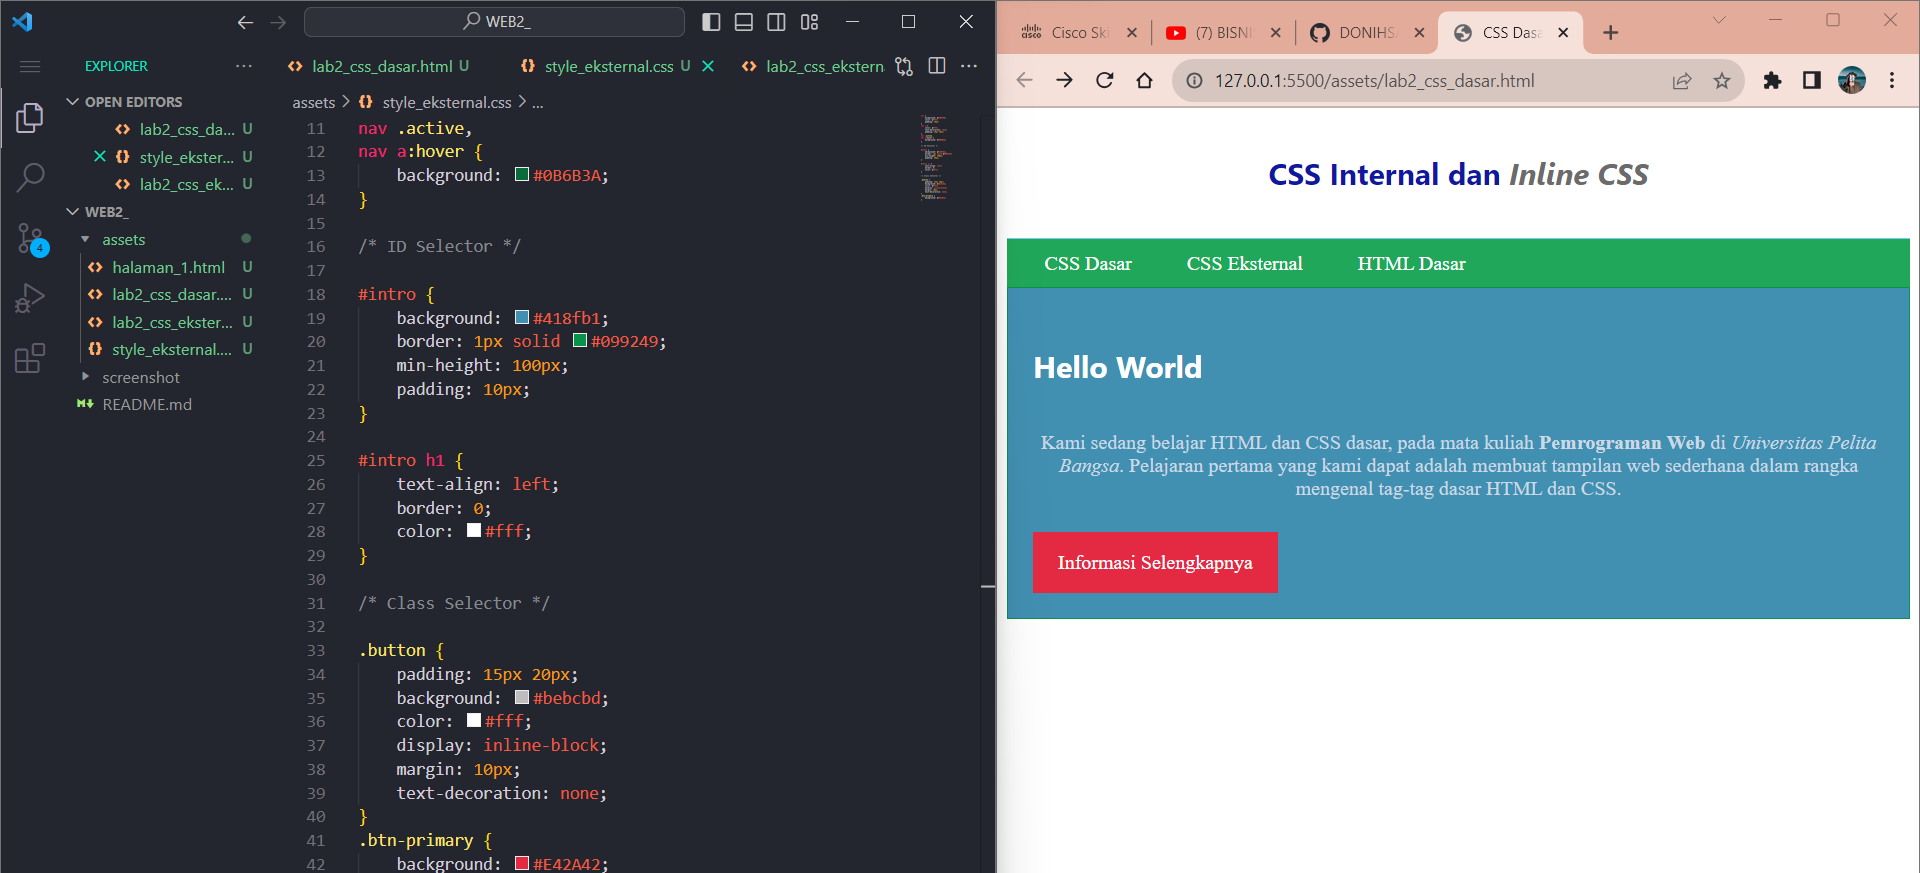 WEB2_
EXPLORER
OPEN EDITORS
lab2_css_da... U
style_ekster... U
lab2_css_ek... U
WEB2_
assets
halaman_1.html U
lab2_css_dasar.... U
lab2_css_ekster... U
style_eksternal.... U
screenshot
README.md
4
lab2_css_dasar.html U
style_eksternal.css U
lab2_css_ekstern
assets > style_eksternal.css > ...
11 nav .active,
12 nav a:hover {
13 background: #0B6B3A;
14 }
15
16 /* ID Selector */
17
18 #intro {
19 background: #418fb1;
20 border: 1px solid #099249;
21 min-height: 100px;
22 padding: 10px;
23 }
24
25 #intro h1 {
26 text-align: left;
27 border: 0;
28 color: #fff;
29 }
30
31 /* Class Selector */
32
33 .button {
34 padding: 15px 20px;
35 background: #bebcbd;
36 color: #fff;
37 display: inline-block;
38 margin: 10px;
39 text-decoration: none;
40 }
41 .btn-primary {
42 background: #E42A42;
cisco
Cisco Ski
(7) BISNI
DONIHS
CSS Dasa
127.0.0.1:5500/assets/lab2_css_dasar.html
CSS Internal dan Inline CSS
CSS Dasar CSS Eksternal HTML Dasar
Hello World
Kami sedang belajar HTML dan CSS dasar, pada mata kuliah Pemrograman Web di Universitas Pelita
Bangsa. Pelajaran pertama yang kami dapat adalah membuat tampilan web sederhana dalam rangka
mengenal tag-tag dasar HTML dan CSS.
Informasi Selengkapnya